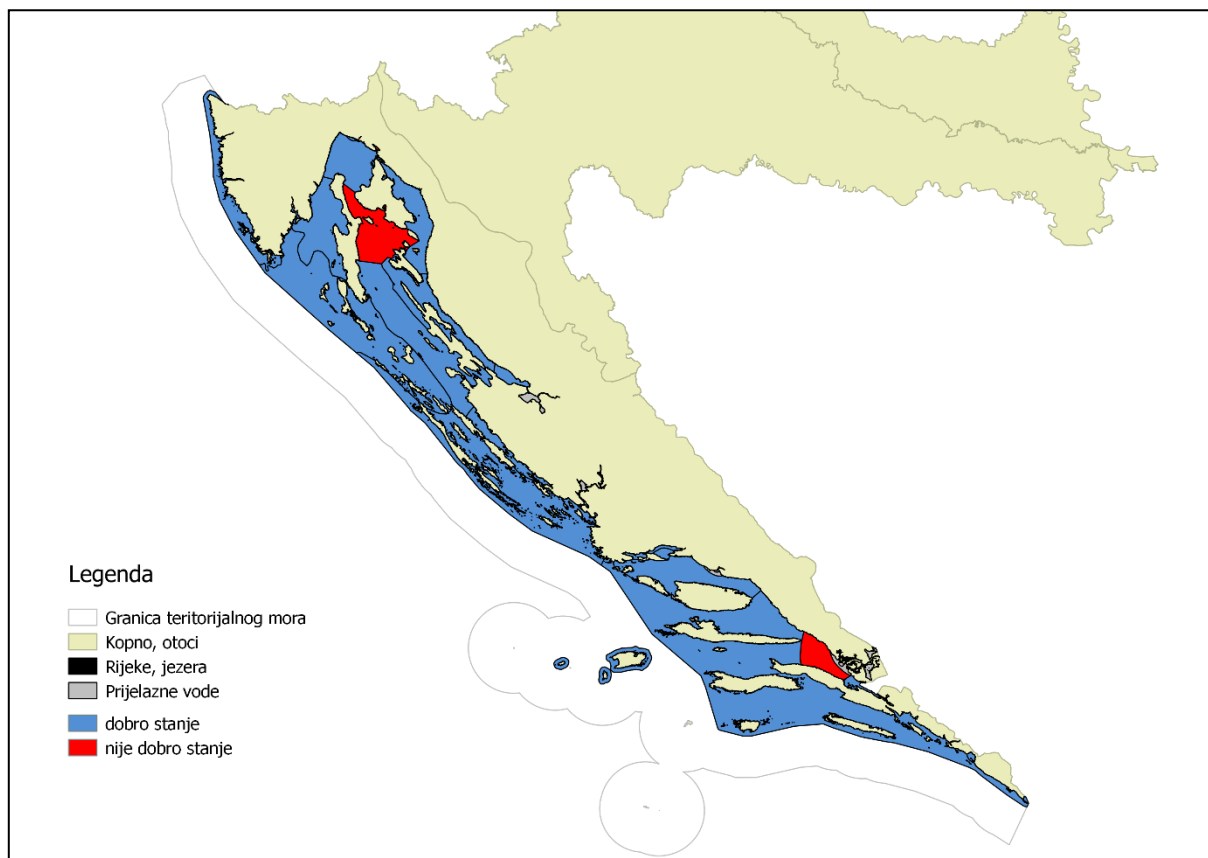 Legenda
Granica teritorijalnog mora
Kopno, otoci
Rijeke, jezera
Prijelazne vode
dobro stanje
nije dobro stanje